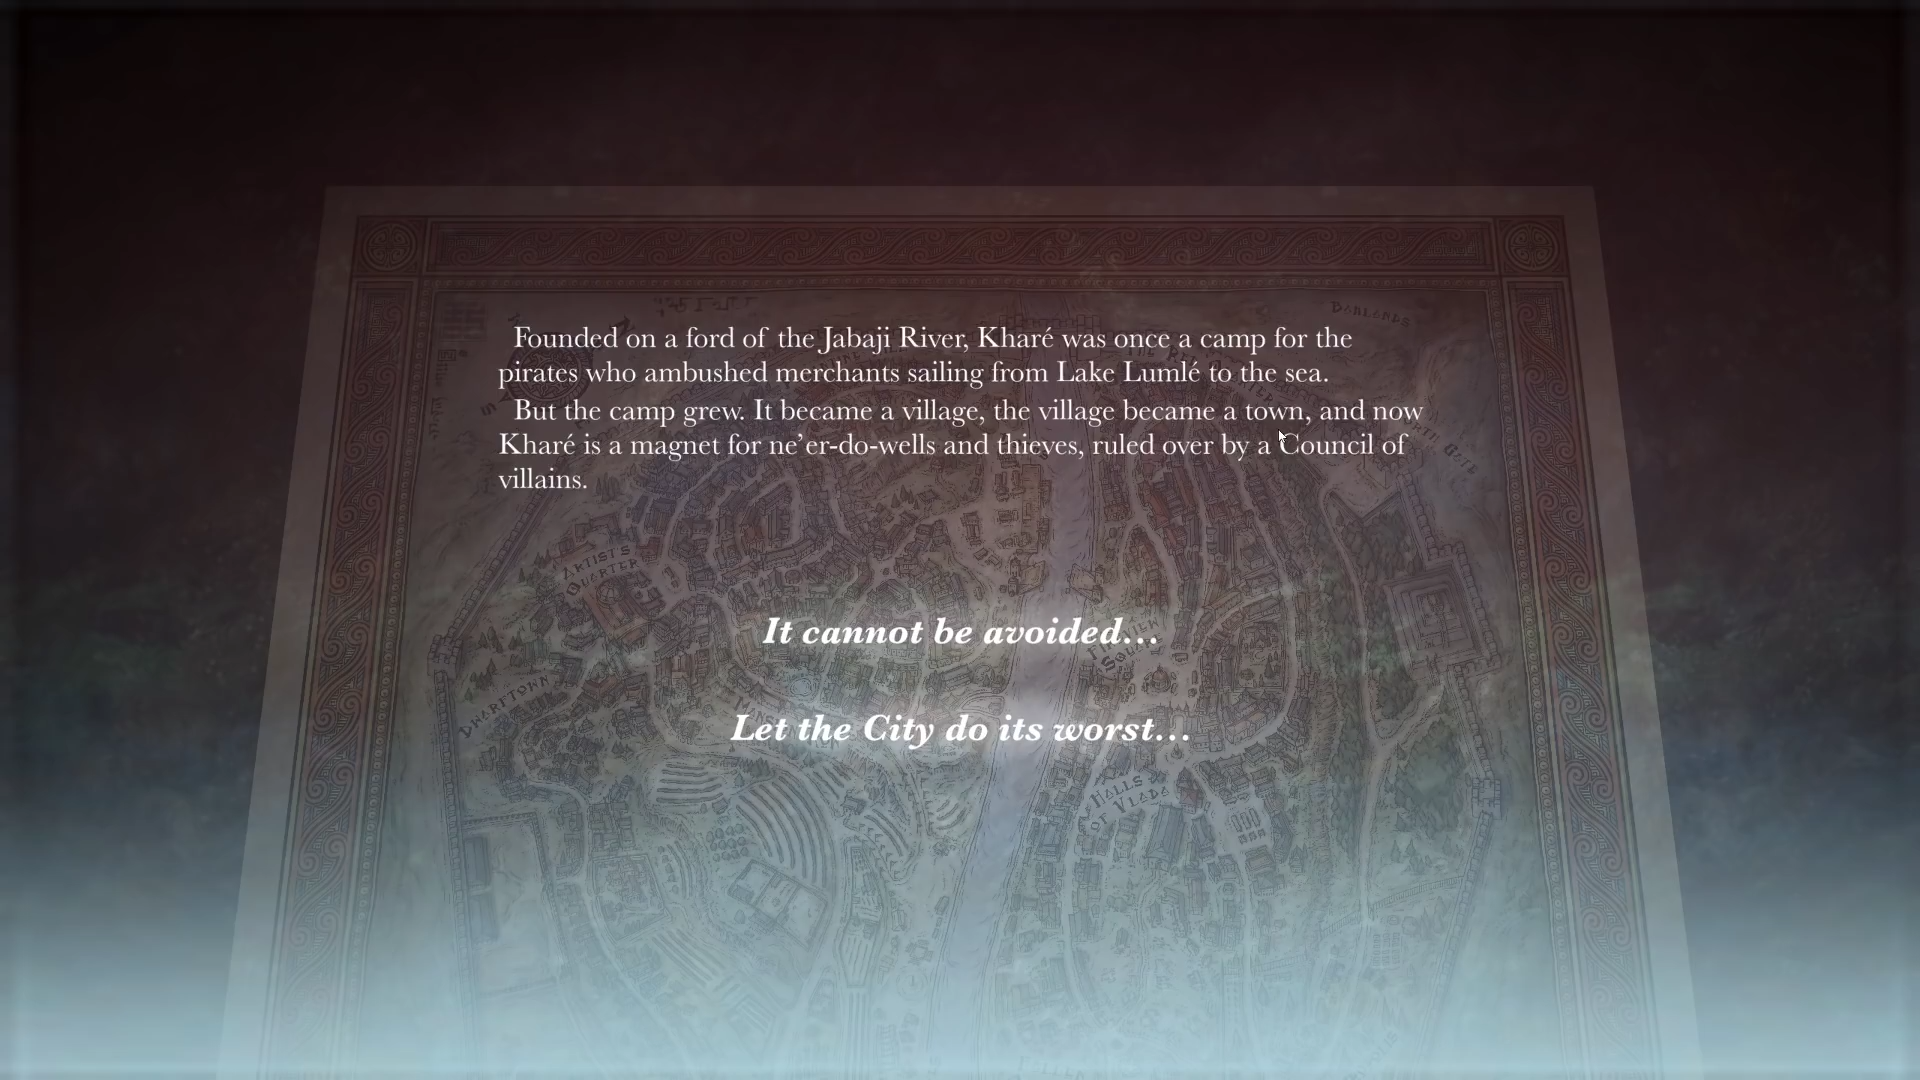 BADLANDS
Founded on a ford of the Jabaji River, Kharé was once a camp for the
pirates who ambushed merchants sailing from Lake Lumlé to the sea.
But the camp grew. It became a village, the village became a town, and now
Kharé is a magnet for ne’er-do-wells and thieves, ruled over by a Council of
villains.
NORTH GATE
ARTISTS
QUARTER
It cannot be avoided…
Let the City do its worst…
HALLS
OF VLADA